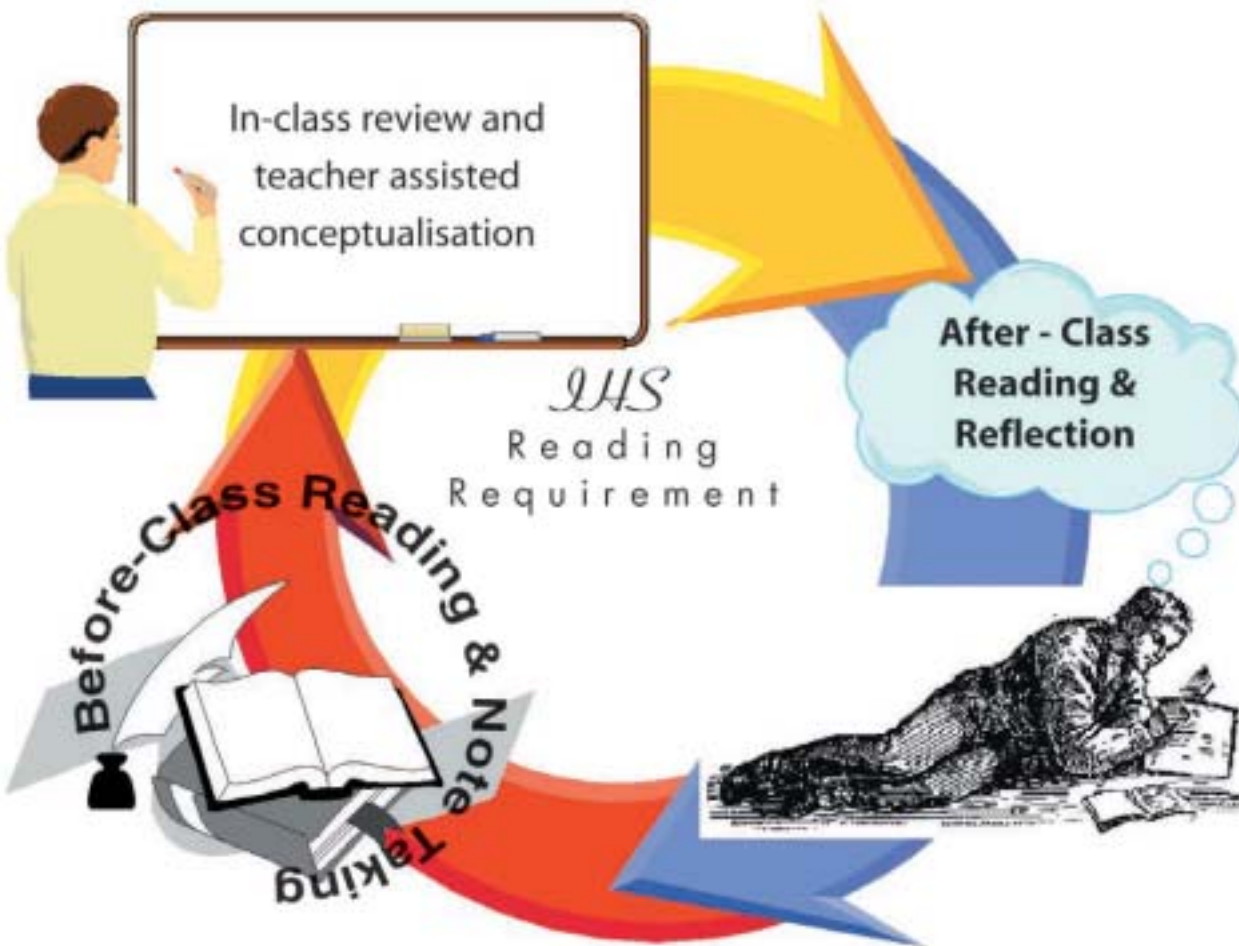 In-class review and
teacher assisted
conceptualisation
After - Class
Reading &
Reflection
IHS
Reading
Requirement
Before-Class Reading & Note Taking